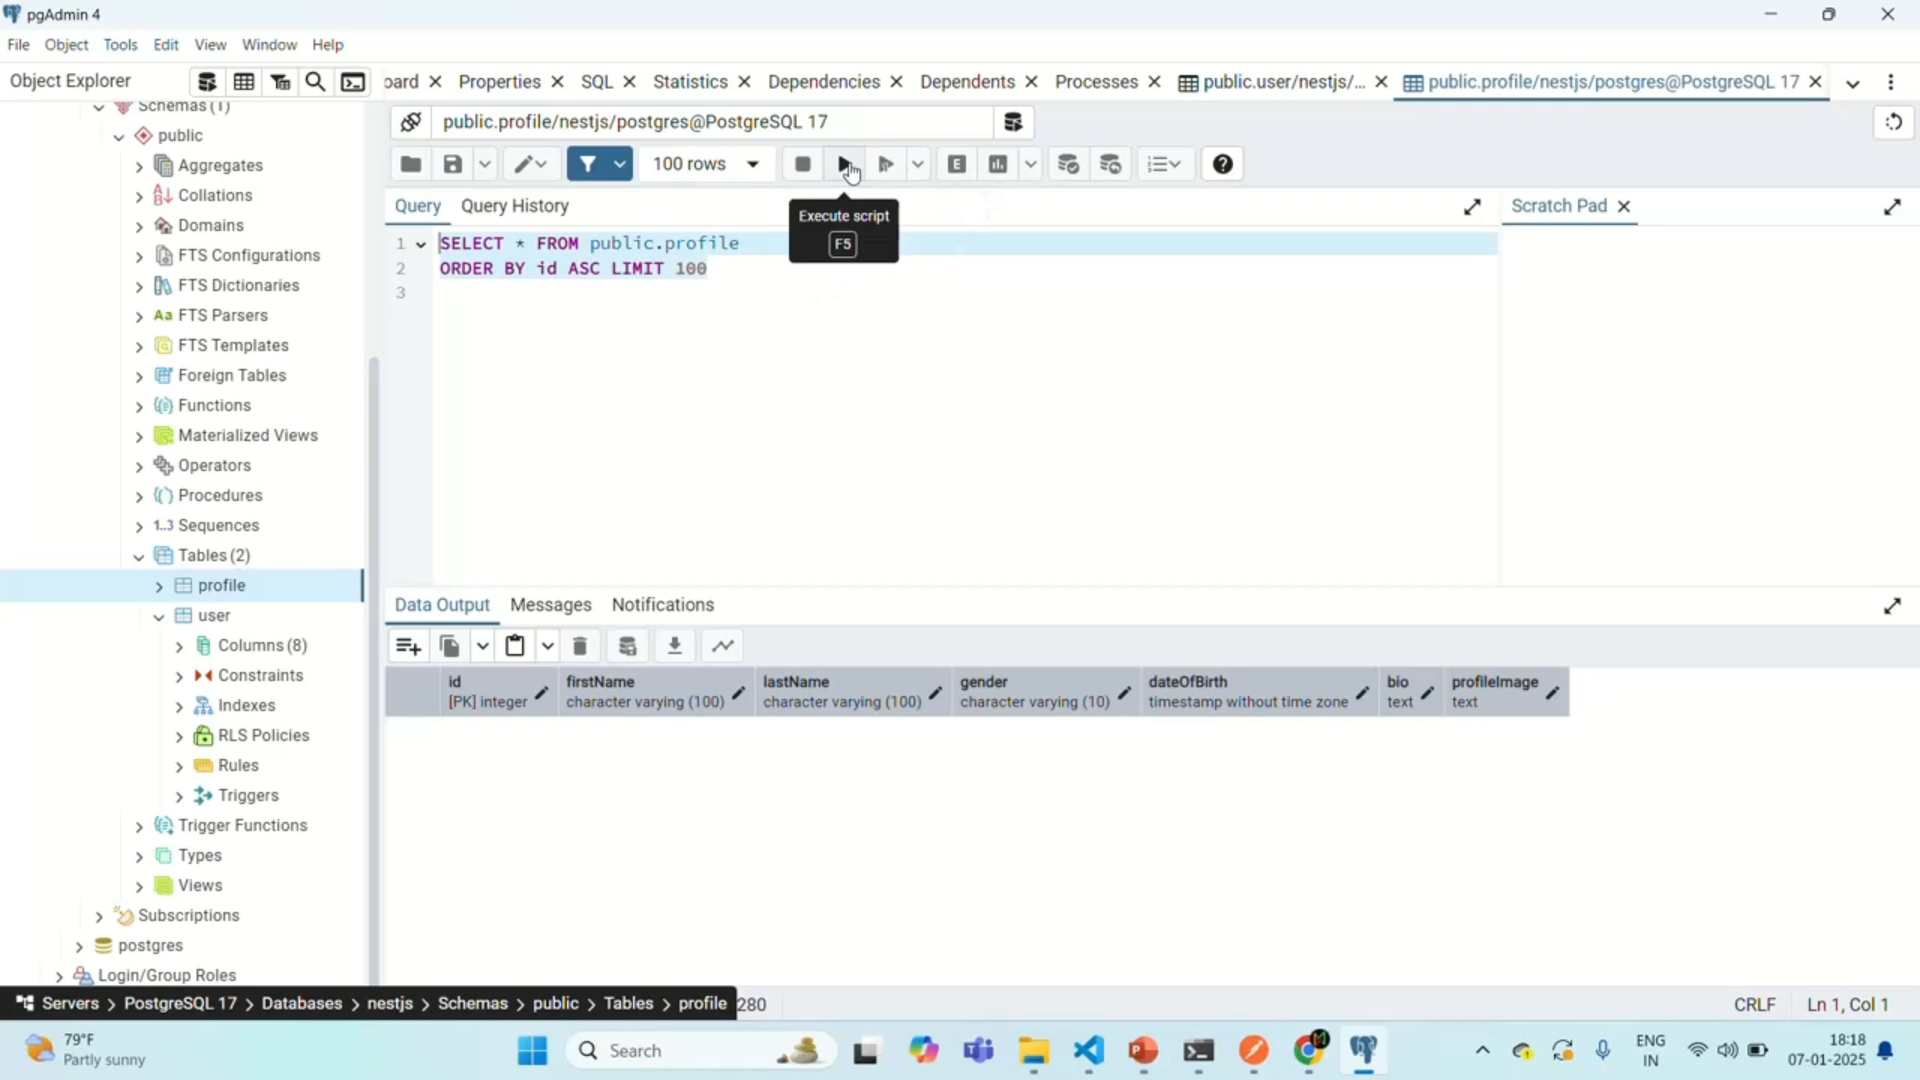 pgAdmin 4
File Object Tools Edit View Window Help
Object Explorer
oard Properties SQL Statistics Dependencies Dependents Processes public.user/nestjs/... public.profile/nestjs/postgres@PostgreSQL 17
public.profile/nestjs/postgres@PostgreSQL 17
100 rows
E
Query Query History
Scratch Pad
Execute script
F5
1 SELECT * FROM public.profile
2 ORDER BY id ASC LIMIT 100
3
Schemas (1)
public
Aggregates
Collations
Domains
FTS Configurations
FTS Dictionaries
Aa FTS Parsers
FTS Templates
Foreign Tables
Functions
Materialized Views
Operators
Procedures
1..3 Sequences
Tables (2)
profile
user
Columns (8)
Constraints
Indexes
RLS Policies
Rules
Triggers
Trigger Functions
Types
Views
Subscriptions
postgres
Login/Group Roles
Data Output Messages Notifications
id firstName lastName gender dateOfBirth bio profileImage
[PK] integer character varying (100) character varying (100) character varying (10) timestamp without time zone text text
Servers > PostgreSQL 17 > Databases > nestjs > Schemas > public > Tables > profile 280
CRLF Ln 1, Col 1
79°F
Partly sunny
Search
ENG
IN
18:18
07-01-2025